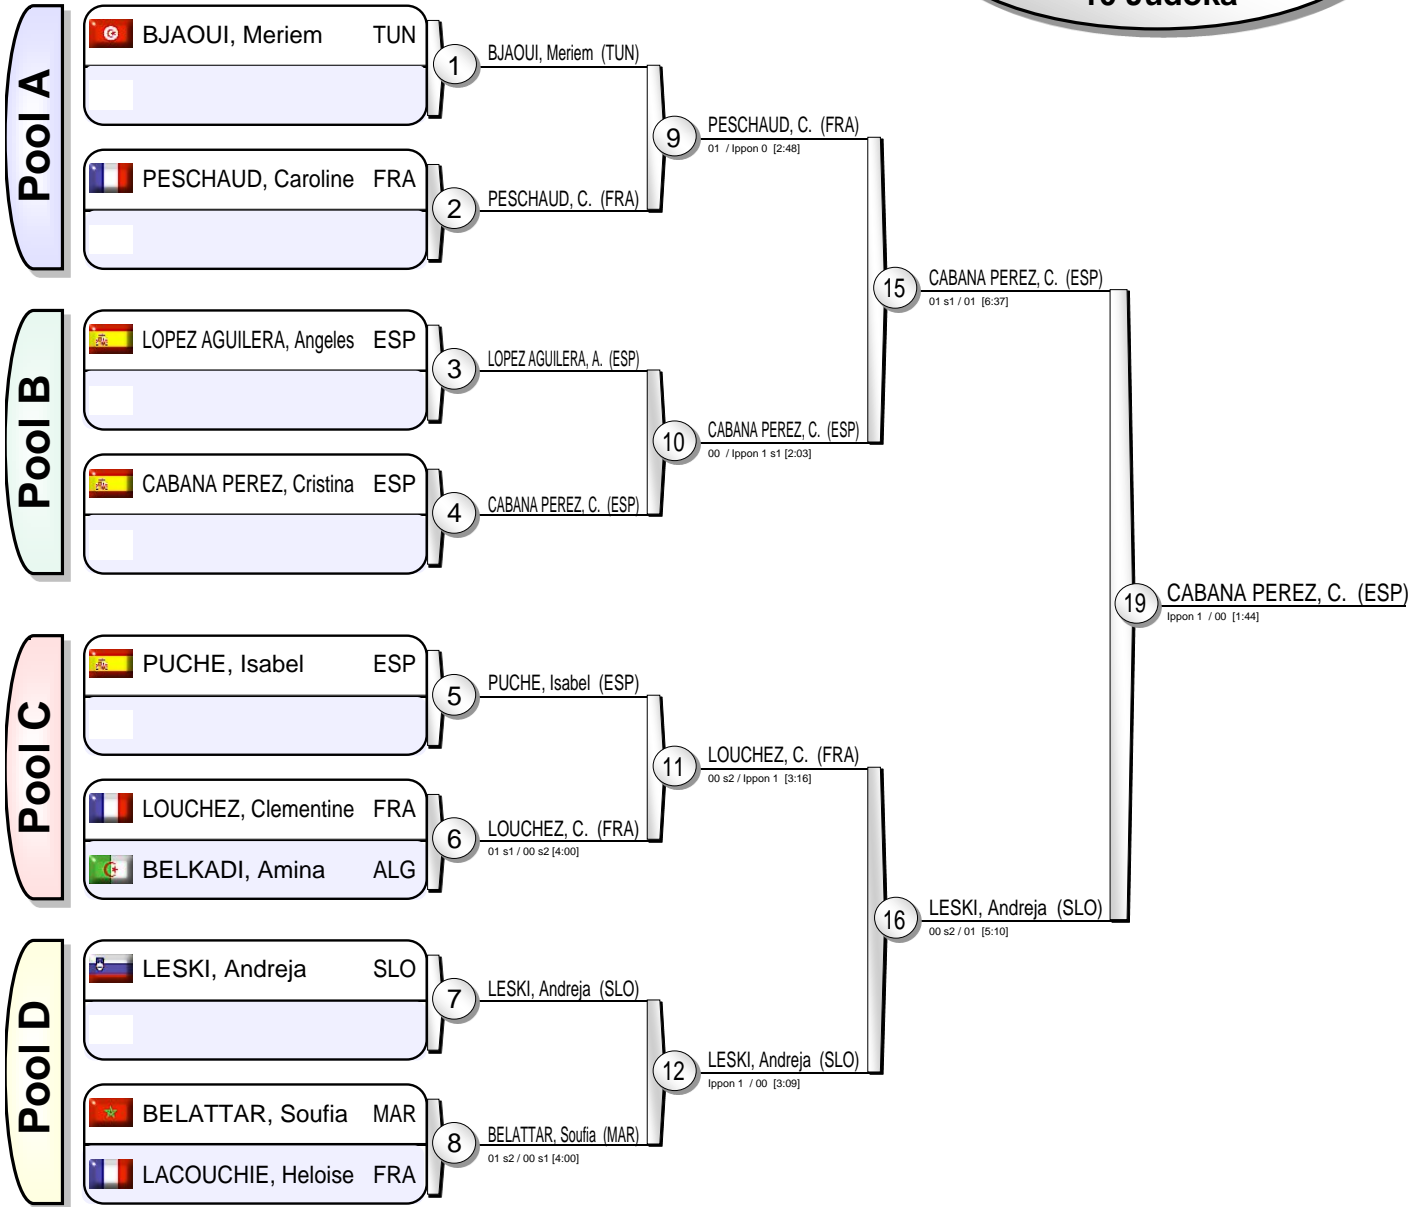 10 Judoka
Pool A
BJAOUI, Meriem TUN
PESCHAUD, Caroline FRA
Pool B
LOPEZ AGUILERA, Angeles ESP
CABANA PEREZ, Cristina ESP
Pool C
PUCHE, Isabel ESP
LOUCHEZ, Clementine FRA
BELKADI, Amina ALG
Pool D
LESKI, Andreja SLO
BELATTAR, Soufia MAR
LACOUCHIE, Heloise FRA
1
BJAOUI, Meriem (TUN)
2
PESCHAUD, C. (FRA)
3
LOPEZ AGUILERA, A. (ESP)
4
CABANA PEREZ, C. (ESP)
5
PUCHE, Isabel (ESP)
6
LOUCHEZ, C. (FRA)
01 s1 / 00 s2 [4:00]
7
LESKI, Andreja (SLO)
8
BELATTAR, Soufia (MAR)
01 s2 / 00 s1 [4:00]
9
PESCHAUD, C. (FRA)
01 / Ippon 0 [2:48]
10
CABANA PEREZ, C. (ESP)
00 / Ippon 1 s1 [2:03]
11
LOUCHEZ, C. (FRA)
00 s2 / Ippon 1 [3:16]
12
LESKI, Andreja (SLO)
Ippon 1 / 00 [3:09]
15
CABANA PEREZ, C. (ESP)
01 s1 / 01 [6:37]
16
LESKI, Andreja (SLO)
00 s2 / 01 [5:10]
19
CABANA PEREZ, C. (ESP)
Ippon 1 / 00 [1:44]